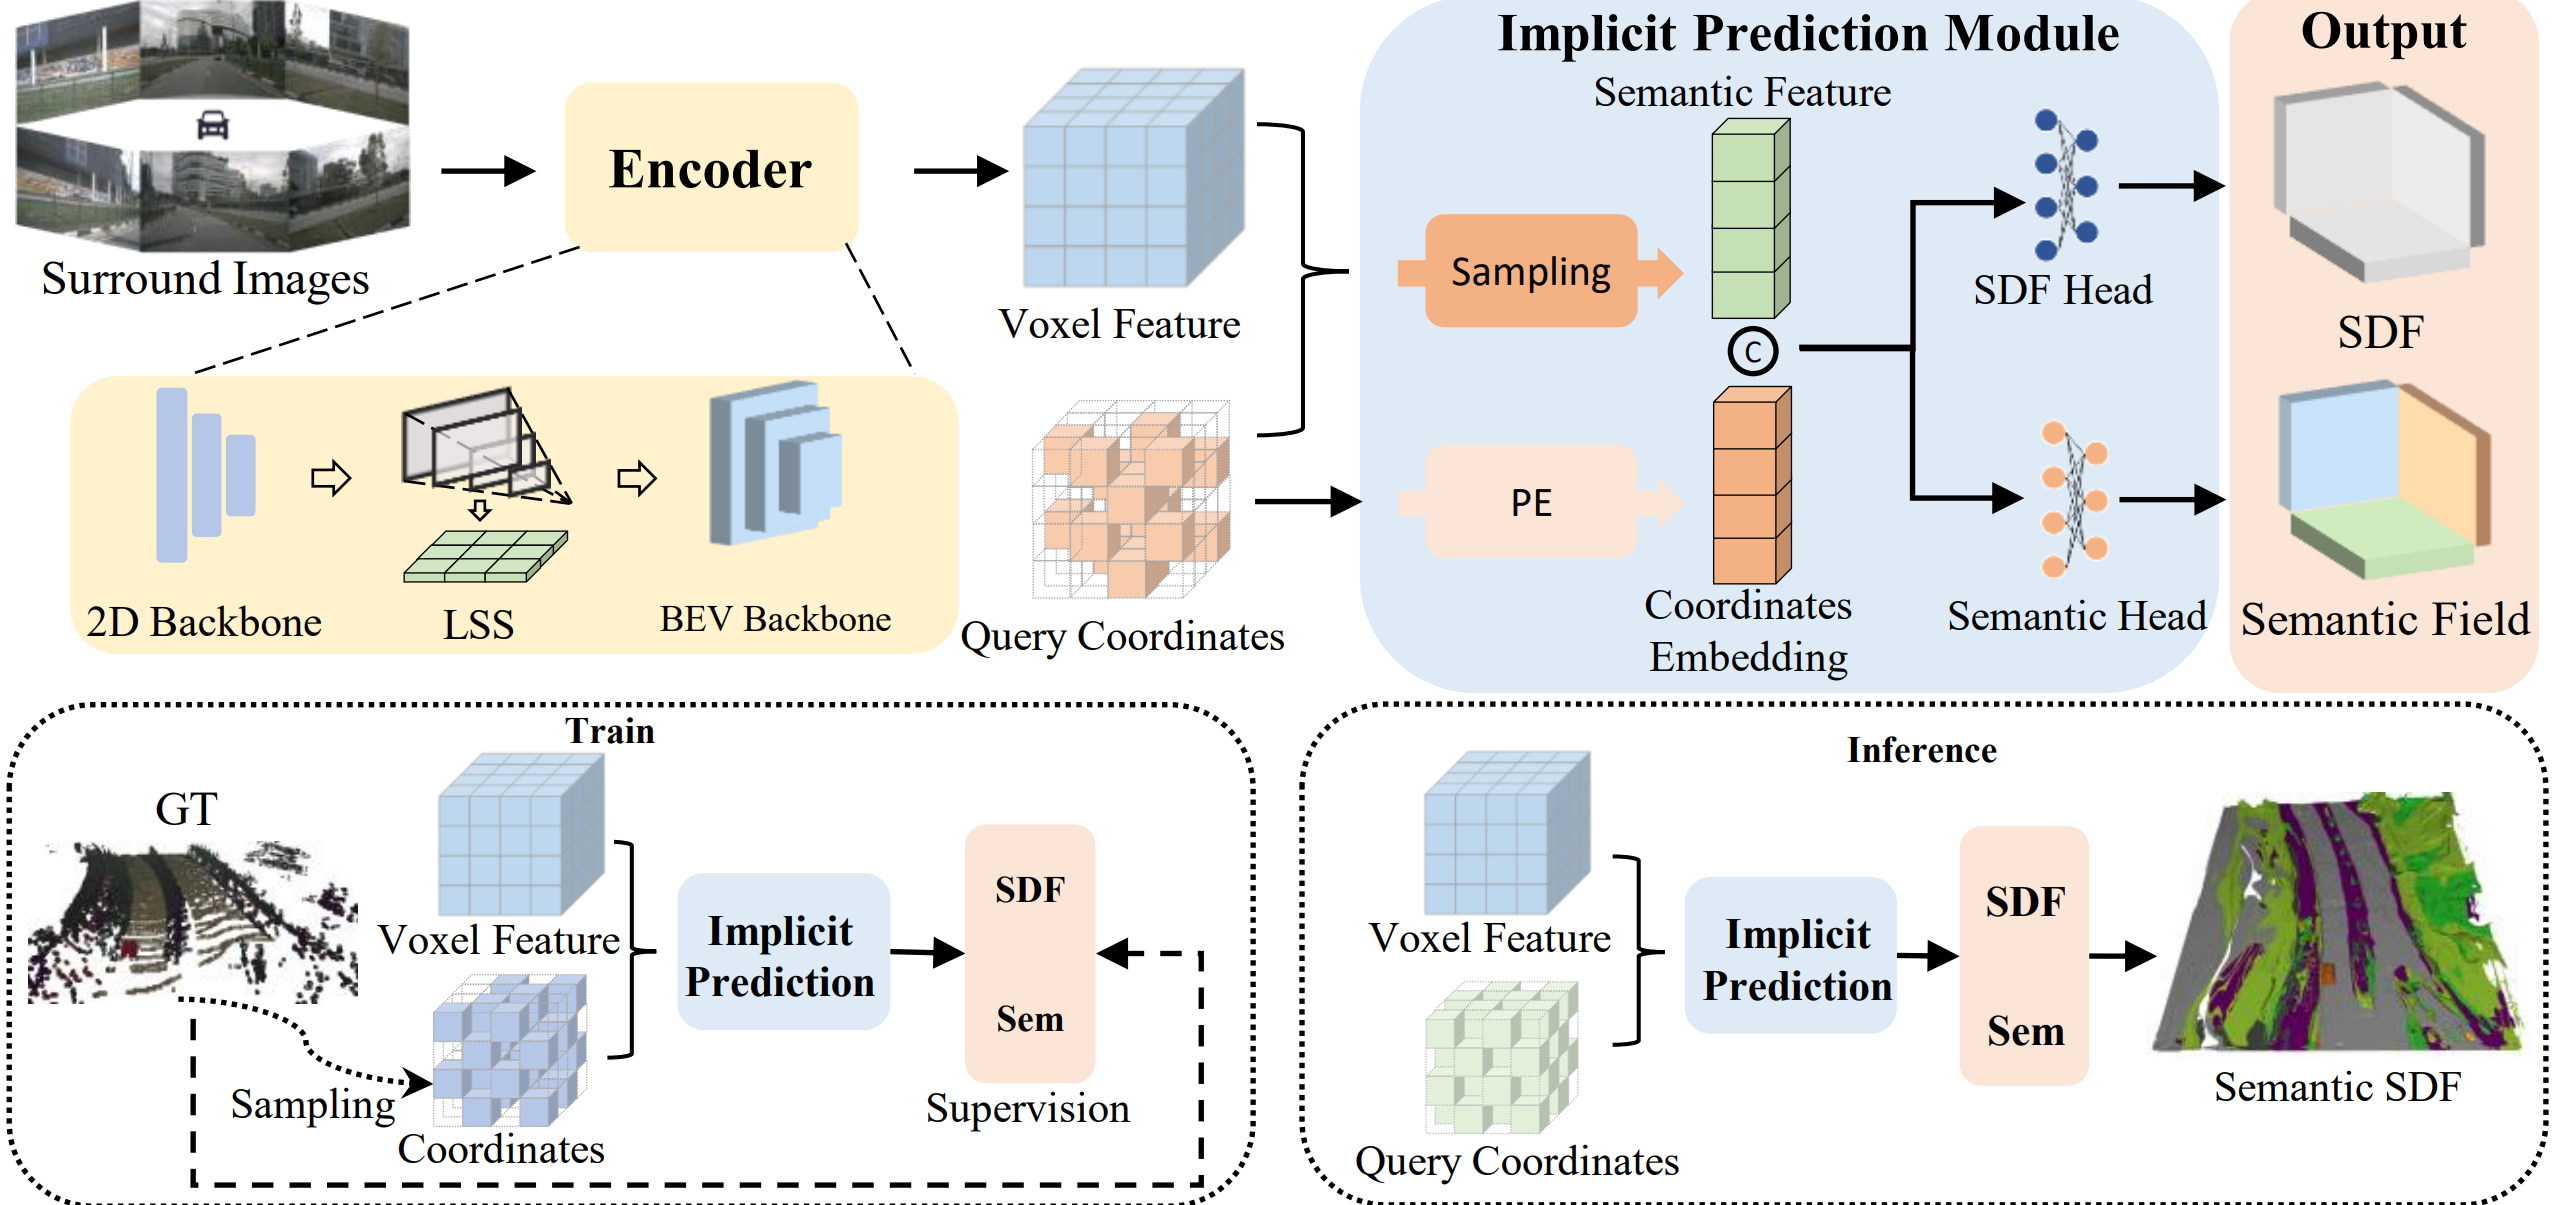 Surround Images
Encoder
2D Backbone
LSS
BEV Backbone
Voxel Feature
Query Coordinates
Implicit Prediction Module
Semantic Feature
Sampling
C
PE
Coordinates
Embedding
SDF Head
Semantic Head
Output
SDF
Semantic Field
Train
GT
Sampling
Voxel Feature
Coordinates
Implicit
Prediction
SDF
Sem
Supervision
Inference
Voxel Feature
Query Coordinates
Implicit
Prediction
SDF
Sem
Semantic SDF